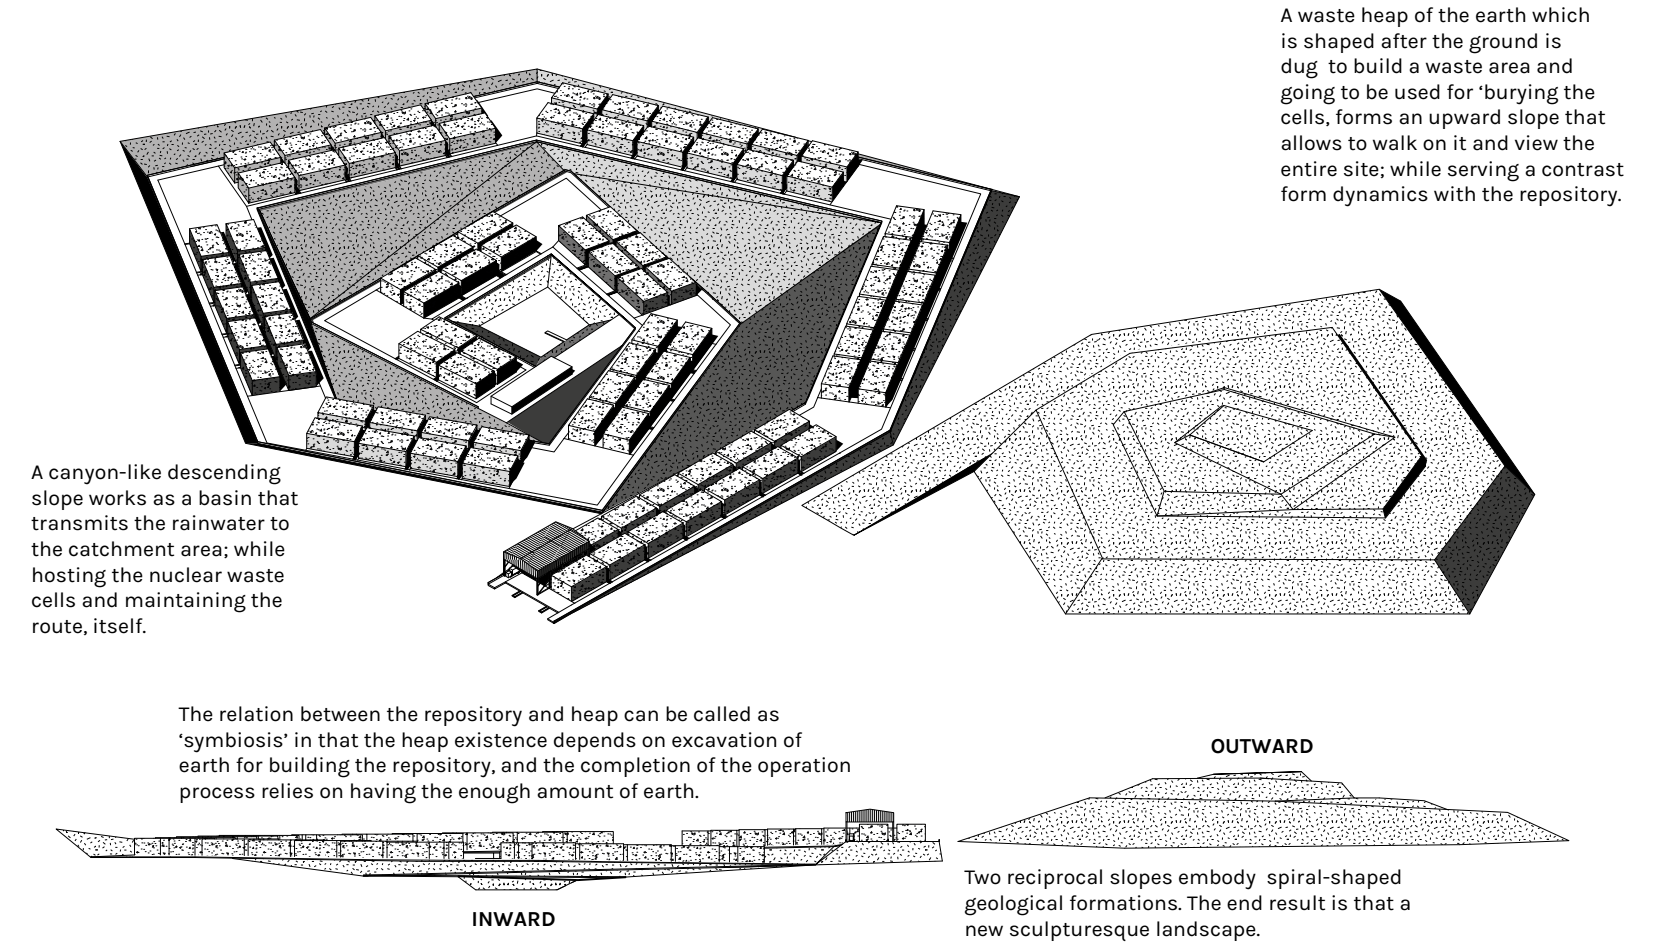 A waste heap of the earth which
is shaped after the ground is
dug  to build a waste area and
going to be used for ‘burying the
cells, forms an upward slope that
allows to walk on it and view the
entire site; while serving a contrast
form dynamics with the repository.
A canyon-like descending
slope works as a basin that
transmits the rainwater to
the catchment area; while
hosting the nuclear waste
cells and maintaining the
route, itself.
The relation between the repository and heap can be called as
‘symbiosis’ in that the heap existence depends on excavation of
earth for building the repository, and the completion of the operation
process relies on having the enough amount of earth.
INWARD
OUTWARD
Two reciprocal slopes embody  spiral-shaped
geological formations. The end result is that a
new sculpturesque landscape.